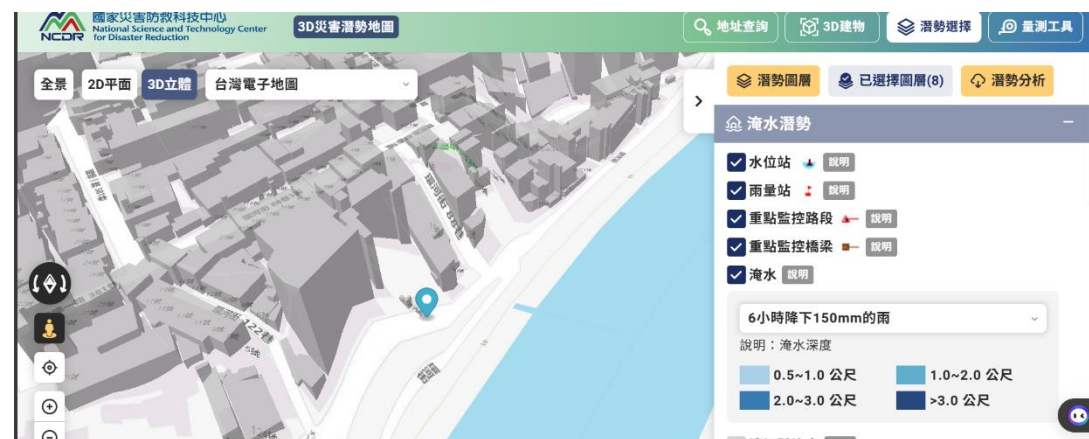 國家災害防救科技中心
National Science and Technology Center
for Disaster Reduction
NCDR
3D災害潛勢地圖
地址查詢
3D建物
潛勢選擇
量測工具
全景
2D平面
3D立體
台灣電子地圖
潛勢圖層
已選擇圖層(8)
潛勢分析
淹水潛勢
水位站 說明
雨量站 說明
重點監控路段 說明
重點監控橋梁 說明
淹水 說明
6小時降下150mm的雨
說明：淹水深度
0.5~1.0 公尺
1.0~2.0 公尺
2.0~3.0 公尺
>3.0 公尺
122巷